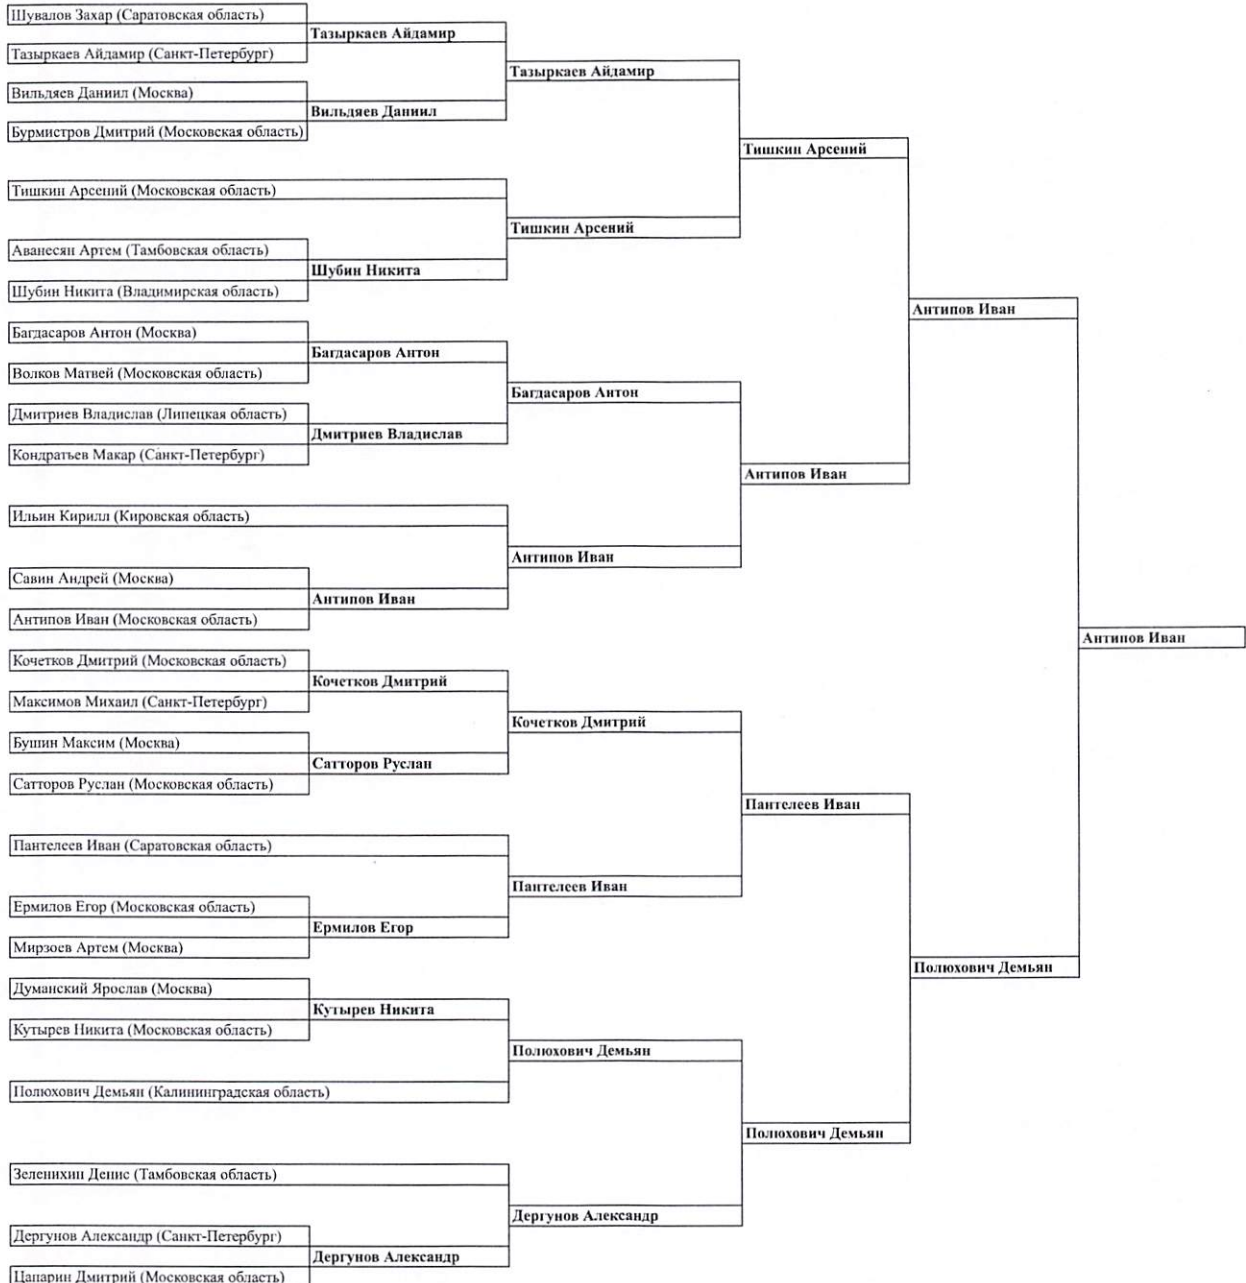 Шувалов Захар (Саратовская область)
Тазыркаев Айдамир
Тазыркаев Айдамир (Санкт-Петербург)
Тазыркаев Айдамир
Вильдяев Даниил (Москва)
Вильдяев Даниил
Бурмистров Дмитрий (Московская область)
Тишкин Арсений
Тишкин Арсений (Московская область)
Тишкин Арсений
Аванесян Артем (Тамбовская область)
Шубин Никита
Шубин Никита (Владимирская область)
Антипов Иван
Багдасаров Антон (Москва)
Багдасаров Антон
Волков Матвей (Московская область)
Багдасаров Антон
Дмитриев Владислав (Липецкая область)
Дмитриев Владислав
Кондратьев Макар (Санкт-Петербург)
Антипов Иван
Ильин Кирилл (Кировская область)
Антипов Иван
Савин Андрей (Москва)
Антипов Иван
Антипов Иван (Московская область)
Антипов Иван
Кочетков Дмитрий (Московская область)
Кочетков Дмитрий
Максимов Михаил (Санкт-Петербург)
Кочетков Дмитрий
Бушин Максим (Москва)
Сатторов Руслан
Сатторов Руслан (Московская область)
Пантелеев Иван
Пантелеев Иван (Саратовская область)
Пантелеев Иван
Ермилов Егор (Московская область)
Ермилов Егор
Мирзоев Артем (Москва)
Полюхович Демьян
Думанский Ярослав (Москва)
Кутырев Никита
Кутырев Никита (Московская область)
Полюхович Демьян
Полюхович Демьян (Калининградская область)
Полюхович Демьян
Зеленихин Денис (Тамбовская область)
Дергунов Александр
Дергунов Александр (Санкт-Петербург)
Дергунов Александр
Цапарин Дмитрий (Московская область)